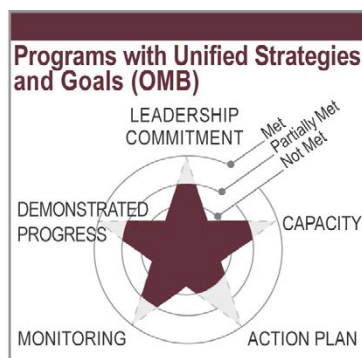 Programs with Unified Strategies
and Goals (OMB)
LEADERSHIP
COMMITMENT
Met
Partially Met
Not Met
DEMONSTRATED
PROGRESS
CAPACITY
MONITORING
ACTION PLAN